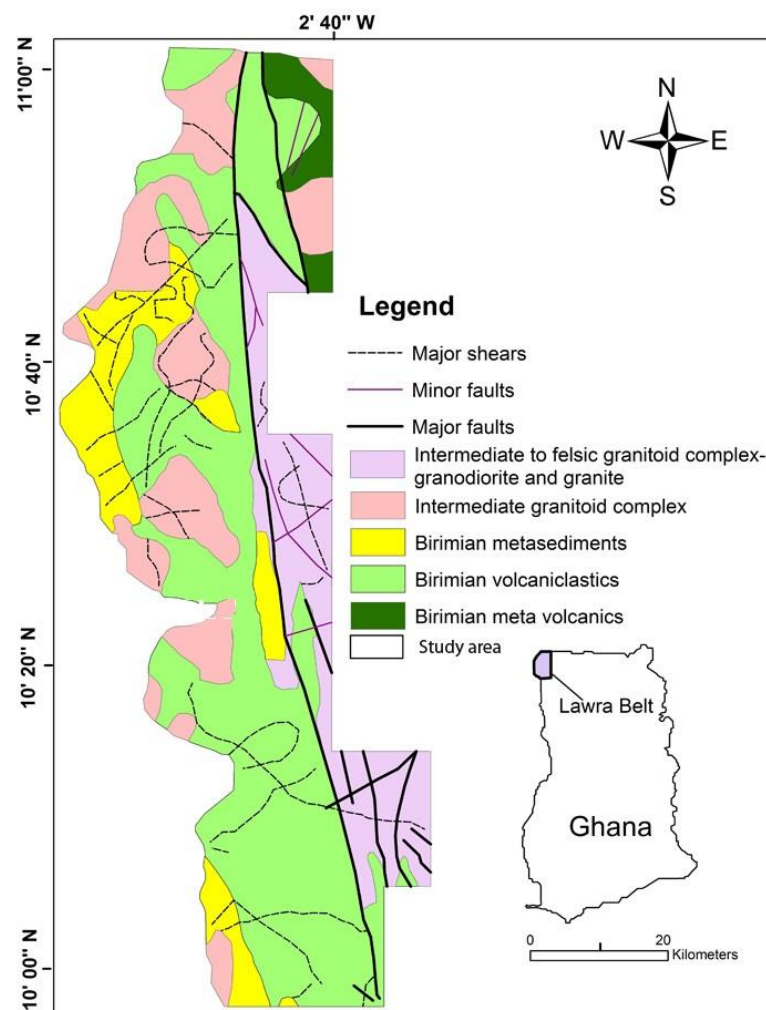 2' 40'' W
11'00'' N
10' 40'' N
10' 20'' N
10' 00'' N
N
W
E
S
Legend
Major shears
Minor faults
Major faults
Intermediate to felsic granitoid complex-
granodiorite and granite
Intermediate granitoid complex
Birimian metasediments
Birimian volcaniclastics
Birimian meta volcanics
Study area
Lawra Belt
Ghana
0 20
Kilometers